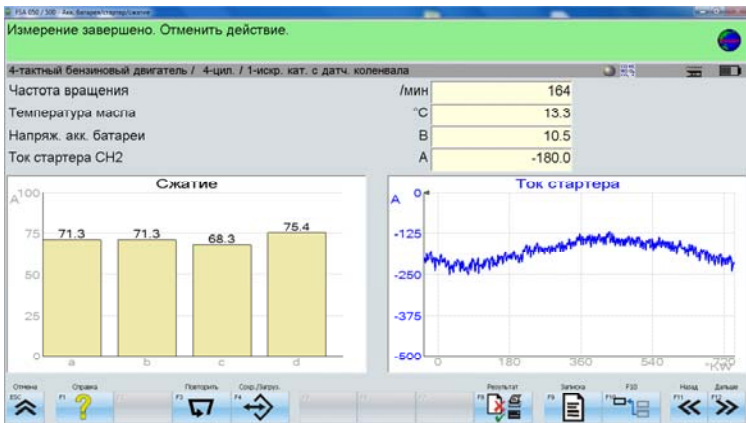 FSA 050 / 500 - Акк. батарея/стартер/сжатие
Измерение завершено. Отменить действие.
4-тактный бензиновый двигатель / 4-цил. / 1-искр. кат. с датч. коленвала
Частота вращения /мин 164
Температура масла °C 13.3
Напряж. акк. батареи В 10.5
Ток стартера CH2 А -180.0
Сжатие
A 100
75
50
25
0
71.3 71.3 68.3 75.4
a b c d
Ток стартера
A 0
-125
-250
-375
-500
0 180 360 540 720
°KW
Отмена Справка Повторить Сохр./Загруз. Результат Записка F10 Назад Дальше
ESC F1 F3 F4 F8 F9 F10 F11 F12